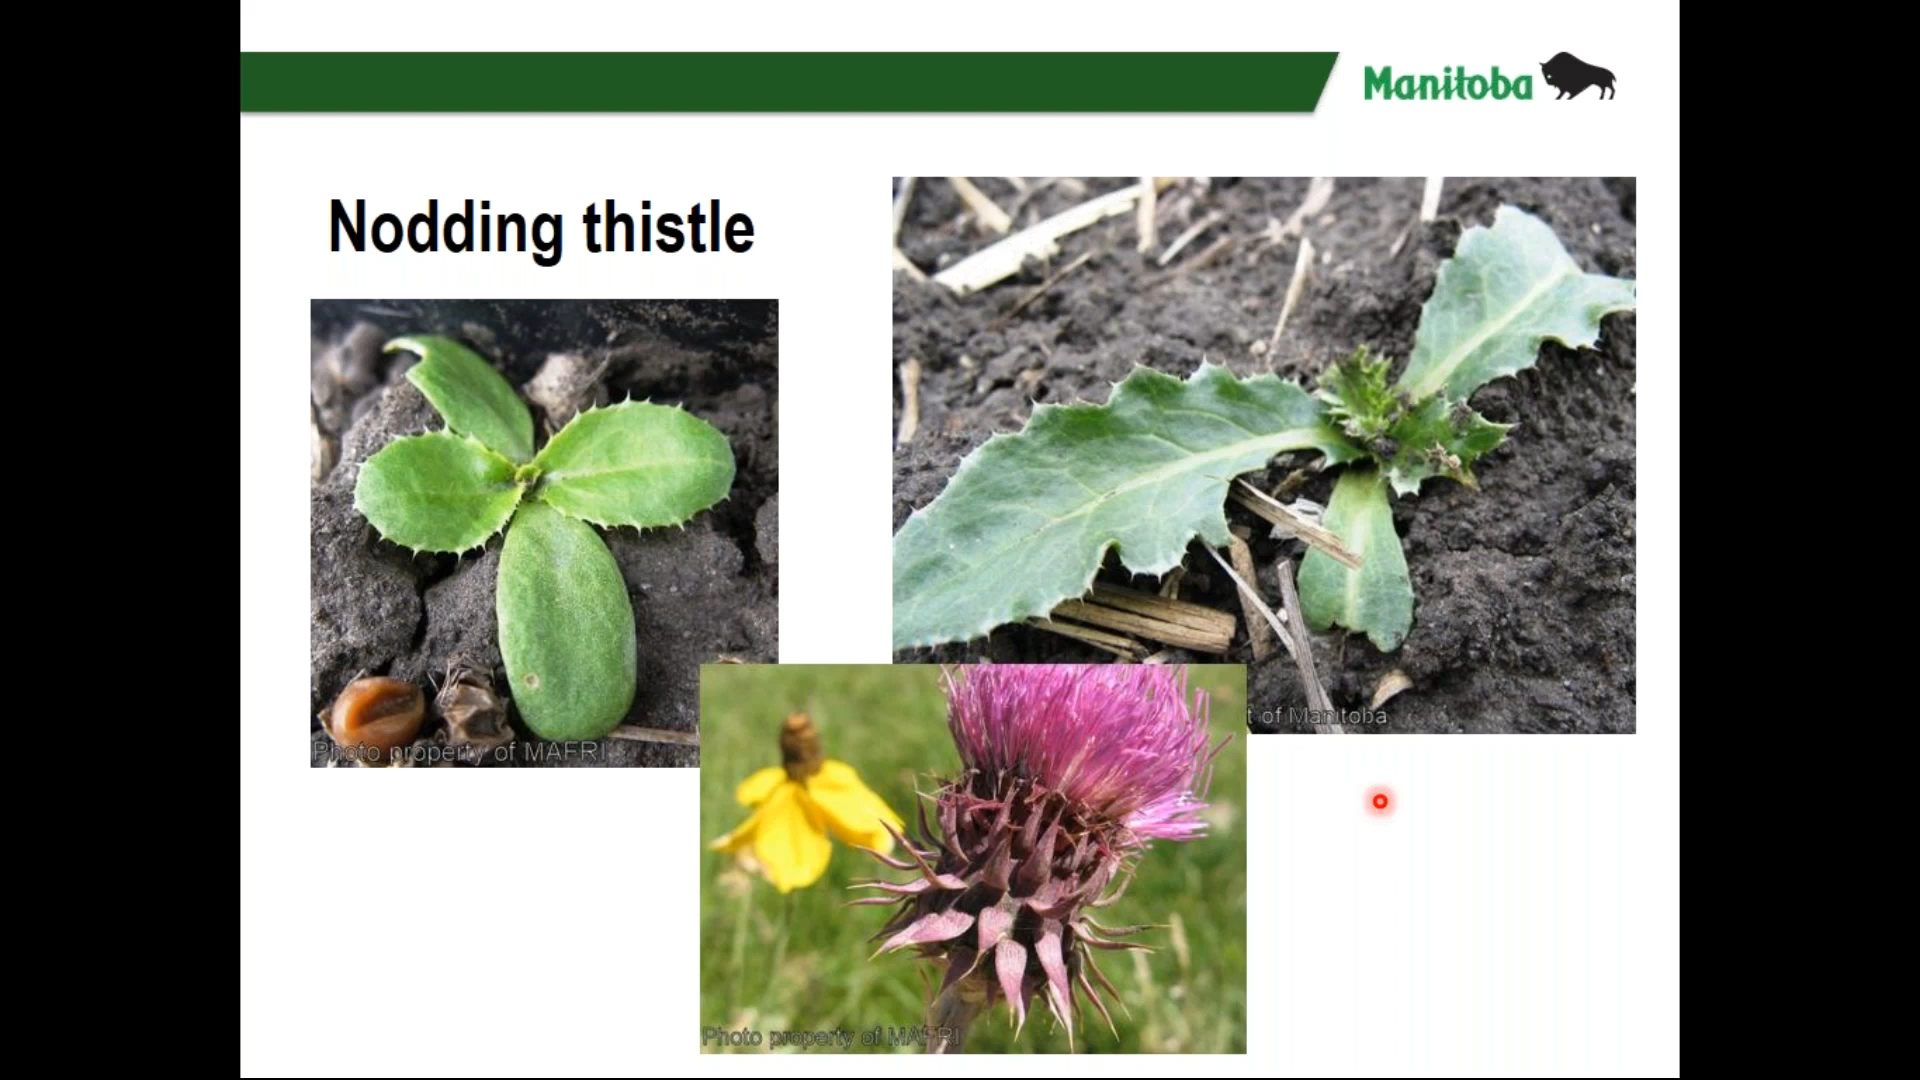 Manitoba
Nodding thistle
t of Manitoba
Photo property of MAFRI
Photo property of MAFRI